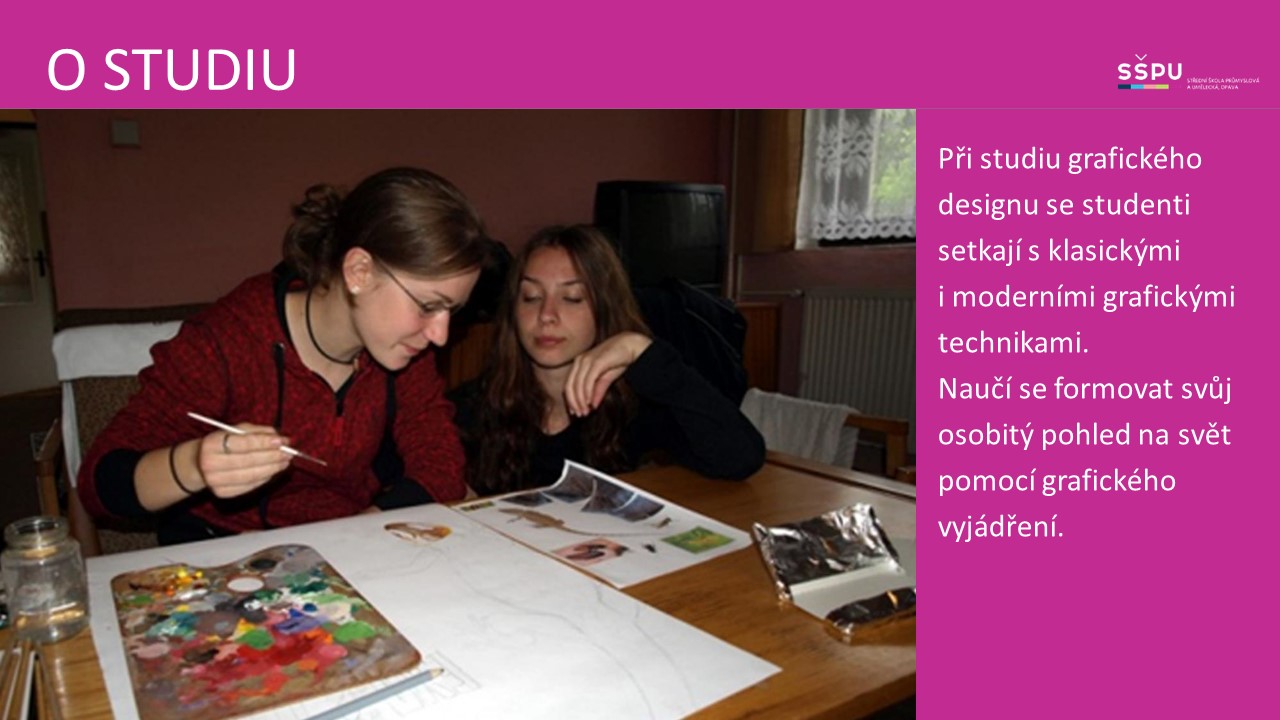 O STUDIU
SŠPU
STŘEDNÍ ŠKOLA PRŮMYSLOVÁ
A UMĚLECKÁ, OPAVA
Při studiu grafického
designu se studenti
setkají s klasickými
i moderními grafickými
technikami.
Naučí se formovat svůj
osobitý pohled na svět
pomocí grafického
vyjádření.